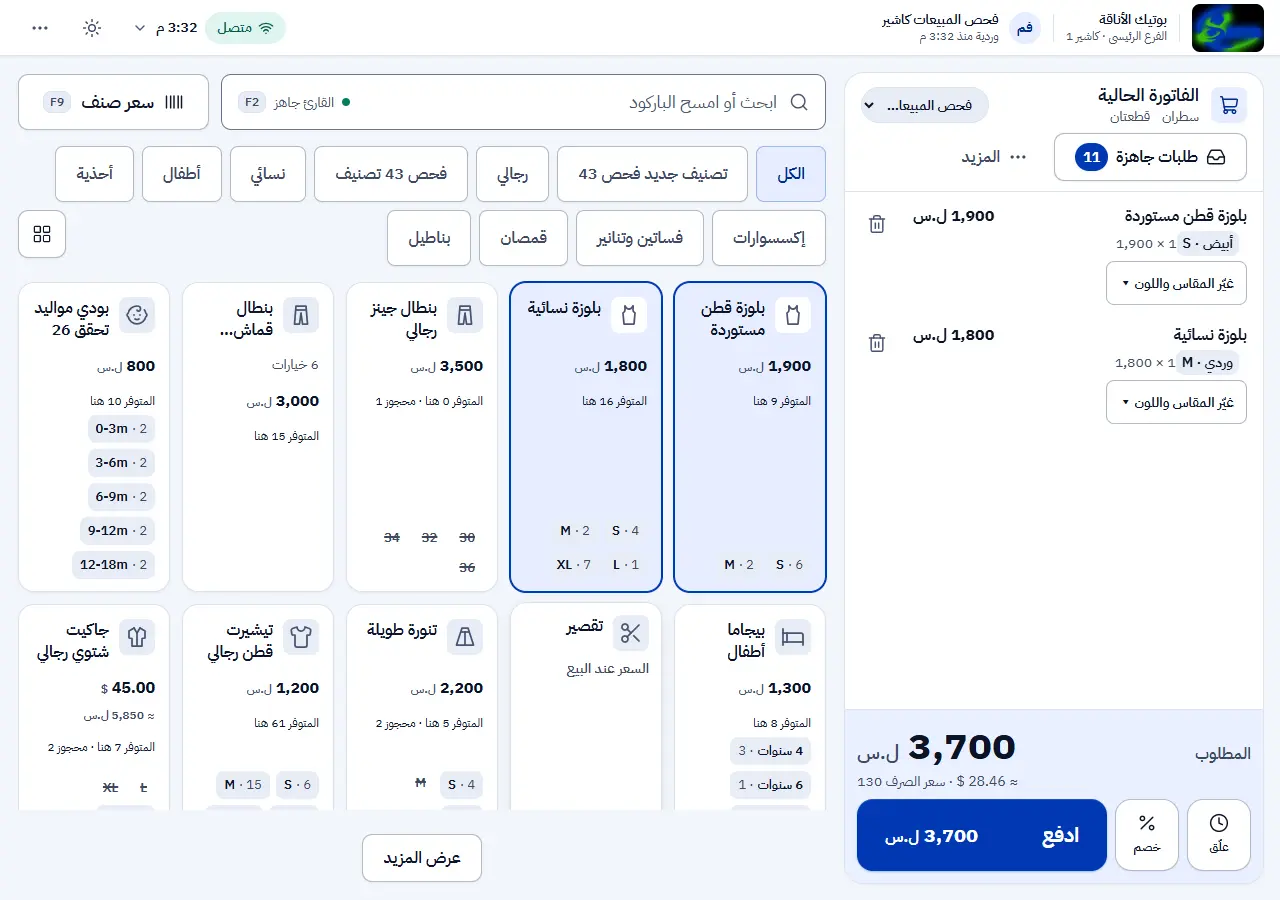 بوتيك الأناقة
الفرع الرئيسي · كاشير 1
فم
فحص المبيعات كاشير
وردية منذ 3:32 م
متصل
3:32 م
الفاتورة الحالية
سطران قطعتان
فحص المبيعا...
طلبات جاهزة 11
المزيد
بلوزة قطن مستوردة
1,900 ل.س
أبيض · S
1 × 1,900
غيّر المقاس واللون
بلوزة نسائية
1,800 ل.س
وردي · M
1 × 1,800
غيّر المقاس واللون
المطلوب
3,700 ل.س
≈ 28.46 $ · سعر الصرف 130
علّق
خصم
ادفع 3,700 ل.س
ابحث أو امسح الباركود
القارئ جاهز F2
سعر صنف F9
الكل
تصنيف جديد فحص 43
رجالي
فحص 43 تصنيف
نسائي
أطفال
أحذية
إكسسوارات
فساتين وتنانير
قمصان
بناطيل
بلوزة قطن مستوردة
1,900 ل.س
المتوفر 9 هنا
S · 6
M · 2
بلوزة نسائية
1,800 ل.س
المتوفر 16 هنا
S · 4
M · 2
L · 1
XL · 7
بنطال جينز رجالي
3,500 ل.س
المتوفر 0 هنا · محجوز 1
30
32
34
36
بنطال قماش...
6 خيارات
3,000 ل.س
المتوفر 15 هنا
بودي مواليد تحقق 26
800 ل.س
المتوفر 10 هنا
0-3m · 2
3-6m · 2
6-9m · 2
9-12m · 2
12-18m · 2
بيجاما أطفال
1,300 ل.س
المتوفر 8 هنا
4 سنوات · 3
6 سنوات · 1
تقصير
السعر عند البيع
تنورة طويلة
2,200 ل.س
المتوفر 5 هنا · محجوز 2
S · 4
M
تيشيرت قطن رجالي
1,200 ل.س
المتوفر 61 هنا
S · 6
M · 15
جاكيت شتوي رجالي
45.00 $
≈ 5,850 ل.س
المتوفر 7 هنا · محجوز 2
L
XL
عرض المزيد